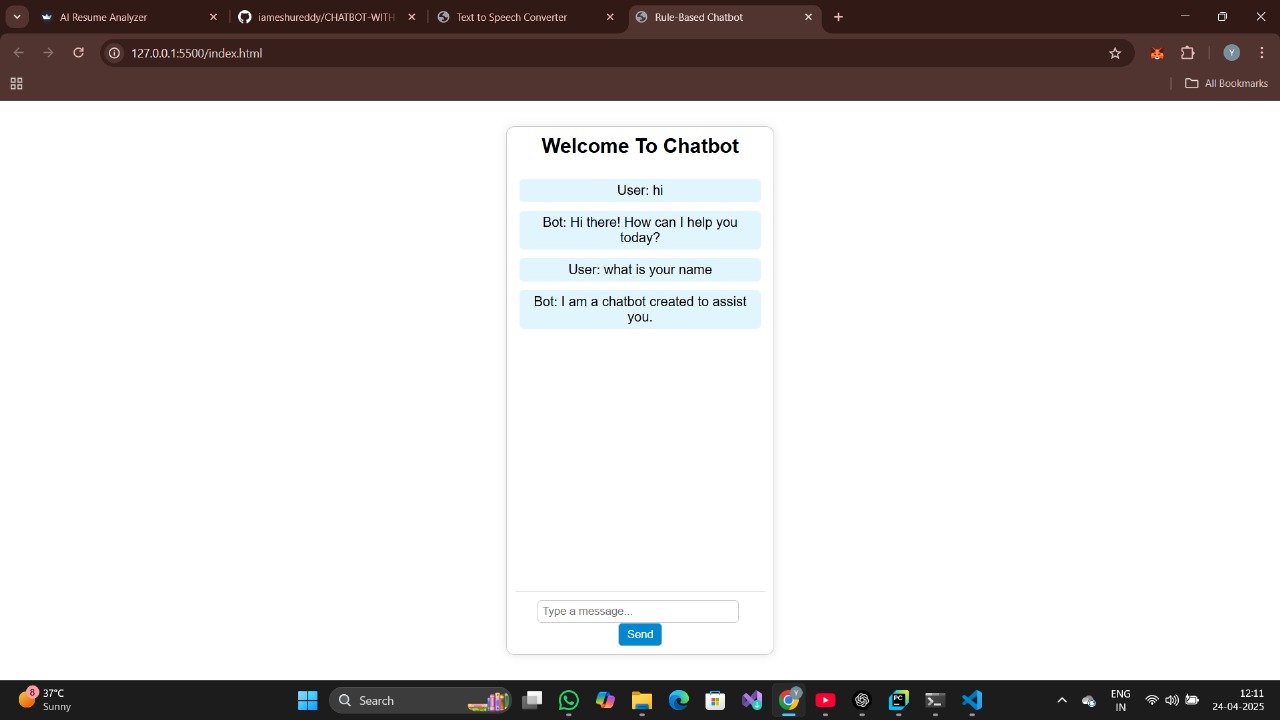 AI Resume Analyzer
iameshureddy/CHATBOT-WITH
Text to Speech Converter
Rule-Based Chatbot
127.0.0.1:5500/index.html
Y
All Bookmarks
Welcome To Chatbot
User: hi
Bot: Hi there! How can I help you
today?
User: what is your name
Bot: I am a chatbot created to assist
you.
Type a message...
Send
8
37°C
Sunny
Search
Y
PC
ENG
IN
12:11
24-04-2025